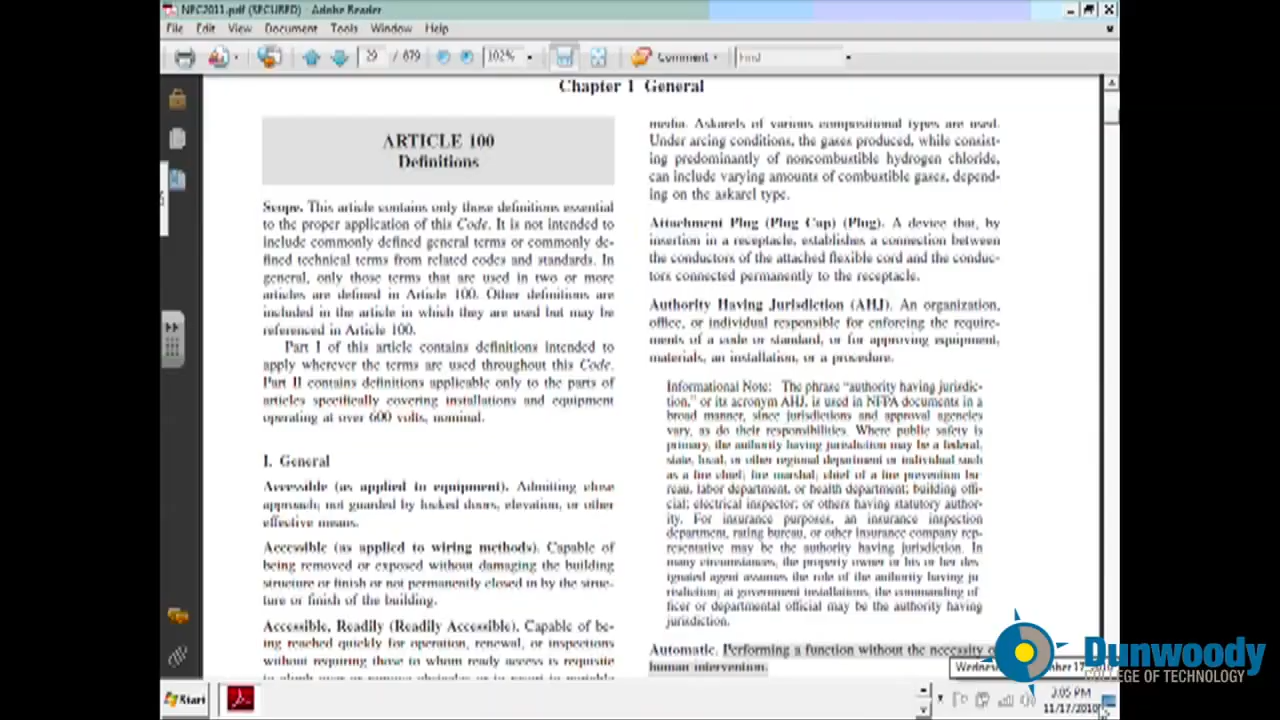 NEC2011.pdf (SECURED) - Adobe Reader
File Edit View Document Tools Window Help
29 / 879 102% Comment Find
Chapter 1 General
ARTICLE 100
Definitions
Scope. This article contains only those definitions essential
to the proper application of this Code. It is not intended to
include commonly defined general terms or commonly de-
fined technical terms from related codes and standards. In
general, only those terms that are used in two or more
articles are defined in Article 100. Other definitions are
included in the article in which they are used but may be
referenced in Article 100.
Part I of this article contains definitions intended to
apply wherever the terms are used throughout this Code.
Part II contains definitions applicable only to the parts of
articles specifically covering installations and equipment
operating at over 600 volts, nominal.
I. General
Accessible (as applied to equipment). Admitting close
approach; not guarded by locked doors, elevation, or other
effective means.
Accessible (as applied to wiring methods). Capable of
being removed or exposed without damaging the building
structure or finish or not permanently closed in by the struc-
ture or finish of the building.
Accessible, Readily (Readily Accessible). Capable of be-
ing reached quickly for operation, renewal, or inspections
without requiring those to whom ready access is requisite
to climb over or remove obstacles or to resort to portable
media. Askarels of various compositional types are used.
Under arcing conditions, the gases produced, while consist-
ing predominantly of noncombustible hydrogen chloride,
can include varying amounts of combustible gases, depend-
ing on the askarel type.
Attachment Plug (Plug Cap) (Plug). A device that, by
insertion in a receptacle, establishes a connection between
the conductors of the attached flexible cord and the conduc-
tors connected permanently to the receptacle.
Authority Having Jurisdiction (AHJ). An organization,
office, or individual responsible for enforcing the require-
ments of a code or standard, or for approving equipment,
materials, an installation, or a procedure.
Informational Note: The phrase “authority having jurisdic-
tion,” or its acronym AHJ, is used in NFPA documents in a
broad manner, since jurisdictions and approval agencies
vary, as do their responsibilities. Where public safety is
primary, the authority having jurisdiction may be a federal,
state, local, or other regional department or individual such
as a fire chief; fire marshal; chief of a fire prevention bu
reau, labor department, or health department; building offi-
cial; electrical inspector; or others having statutory author-
ity. For insurance purposes, an insurance inspection
department, rating bureau, or other insurance company rep-
resentative may be the authority having jurisdiction. In
many circumstances, the property owner or his or her des
ignated agent assumes the role of the authority having ju
risdiction; at government installations, the commanding of
ficer or departmental official may be the authority having
jurisdiction.
Automatic. Performing a function without the necessity
human intervention.
Dunwoody
COLLEGE OF TECHNOLOGY
Start
3:05 PM
11/17/2010